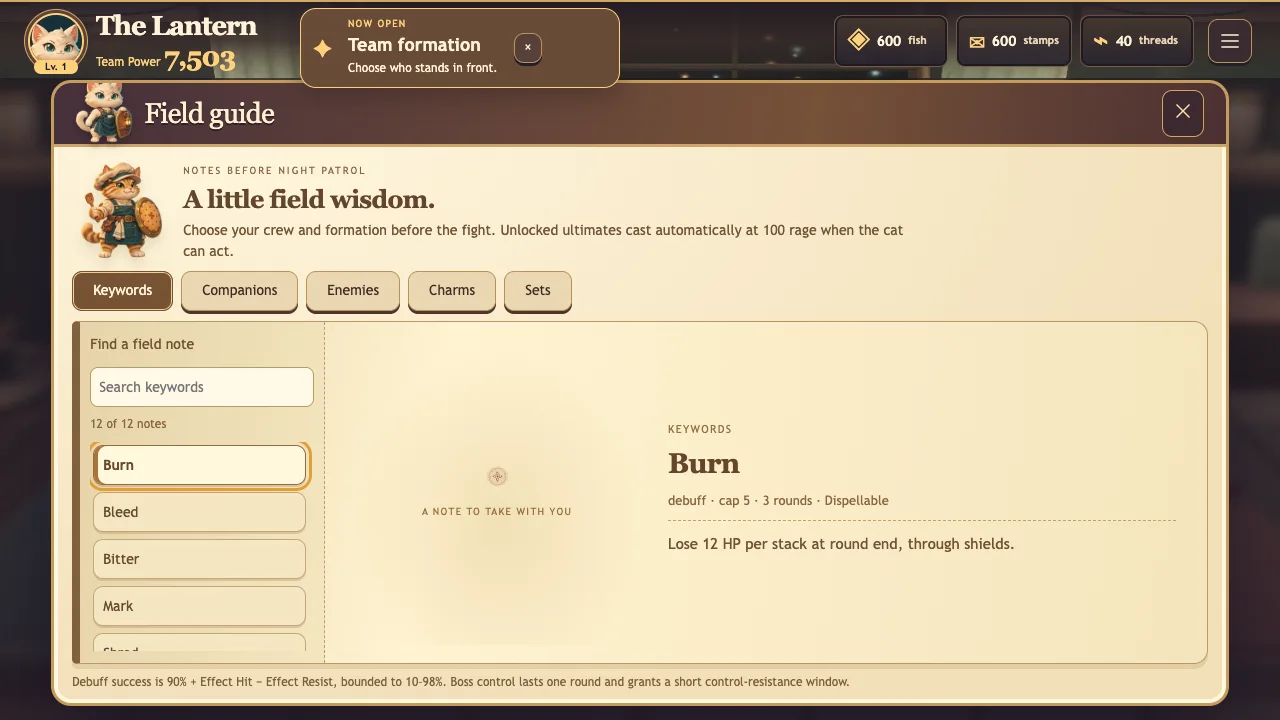 The Lantern
Team Power 7,503
Lv. 1
NOW OPEN
Team formation
Choose who stands in front.
×
600 fish
600 stamps
40 threads
Field guide
NOTES BEFORE NIGHT PATROL
A little field wisdom.
Choose your crew and formation before the fight. Unlocked ultimates cast automatically at 100 rage when the cat
can act.
Keywords
Companions
Enemies
Charms
Sets
Find a field note
Search keywords
12 of 12 notes
Burn
Bleed
Bitter
Mark
Shred
A NOTE TO TAKE WITH YOU
KEYWORDS
Burn
debuff · cap 5 · 3 rounds · Dispellable
Lose 12 HP per stack at round end, through shields.
Debuff success is 90% + Effect Hit − Effect Resist, bounded to 10–98%. Boss control lasts one round and grants a short control-resistance window.